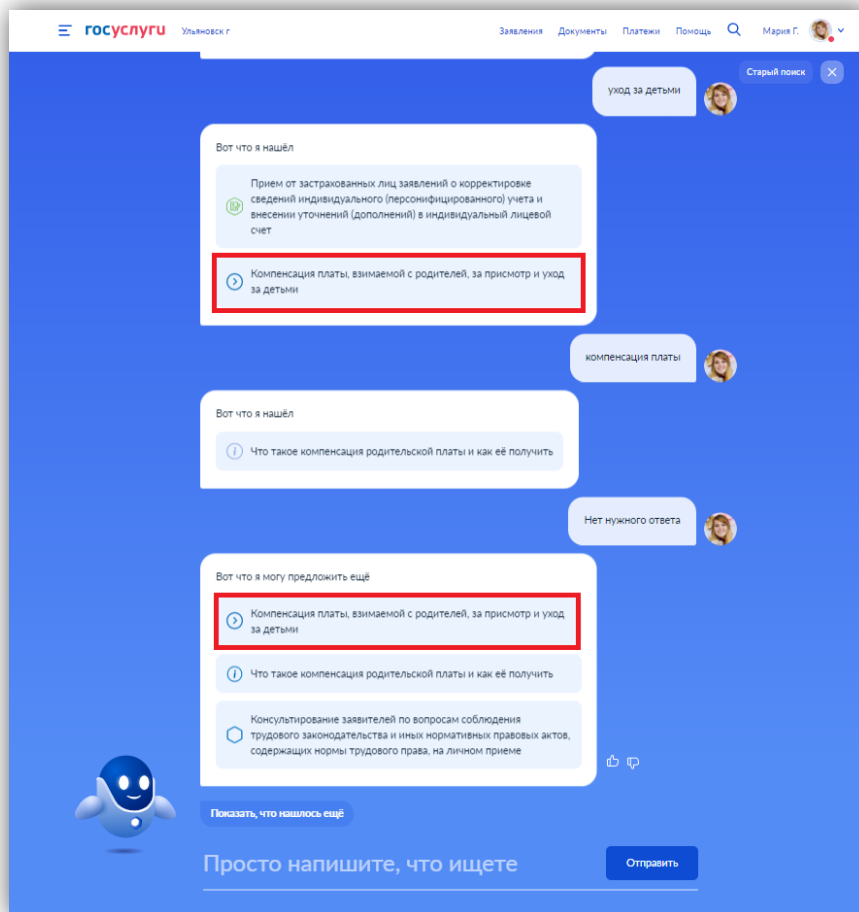 госуслуги Ульяновск г Заявления Документы Платежи Помощь Мария Г.
Старый поиск
уход за детьми
Вот что я нашёл
Прием от застрахованных лиц заявлений о корректировке
сведений индивидуального (персонифицированного) учета и
внесении уточнений (дополнений) в индивидуальный лицевой
счет
Компенсация платы, взимаемой с родителей, за присмотр и уход
за детьми
компенсация платы
Вот что я нашёл
Что такое компенсация родительской платы и как её получить
Нет нужного ответа
Вот что я могу предложить ещё
Компенсация платы, взимаемой с родителей, за присмотр и уход
за детьми
Что такое компенсация родительской платы и как её получить
Консультирование заявителей по вопросам соблюдения
трудового законодательства и иных нормативных правовых актов,
содержащих нормы трудового права, на личном приеме
Показать, что нашлось ещё
Просто напишите, что ищете
Отправить